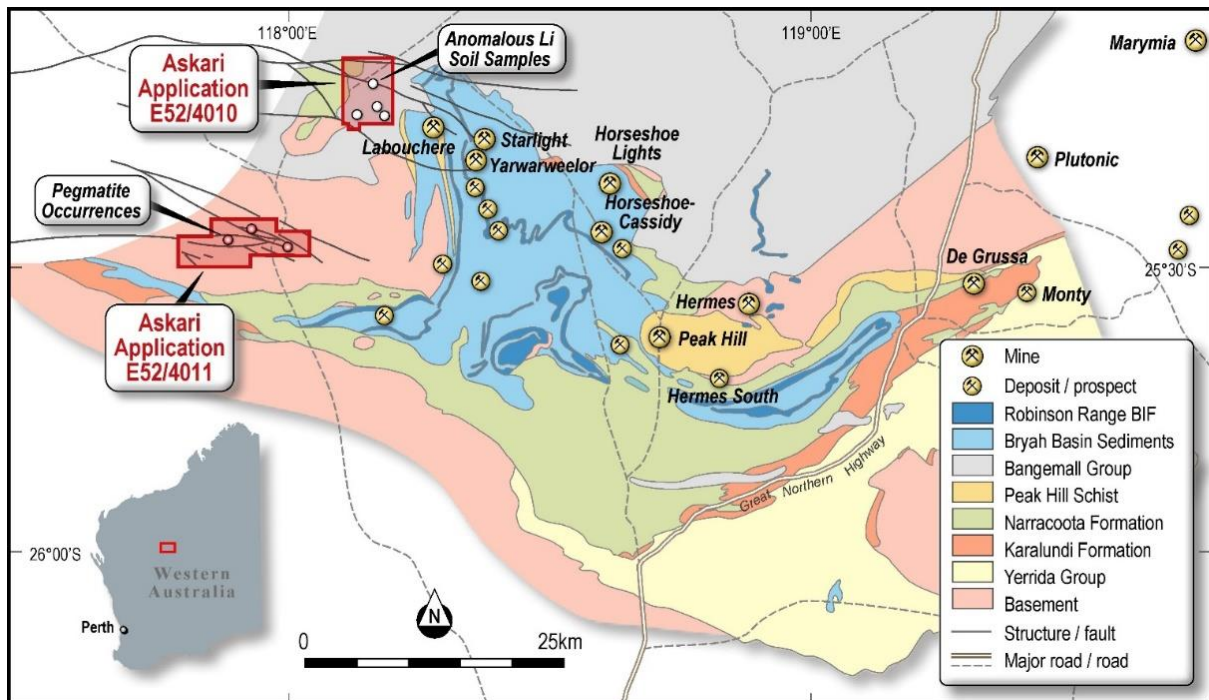 118°00'E
119°00'E
Askari
Application
E52/4010
Anomalous Li
Soil Samples
Marymia
Labouchere
Starlight
Yarwarweelor
Horseshoe
Lights
Plutonic
Pegmatite
Occurrences
Horseshoe-
Cassidy
De Grussa
25°30'S
Hermes
Monty
Askari
Application
E52/4011
Peak Hill
Hermes South
Great Northern Highway
26°00'S
Western
Australia
Perth
N
0
25km
Mine
Deposit / prospect
Robinson Range BIF
Bryah Basin Sediments
Bangemall Group
Peak Hill Schist
Narracoota Formation
Karalundi Formation
Yerrida Group
Basement
Structure / fault
Major road / road